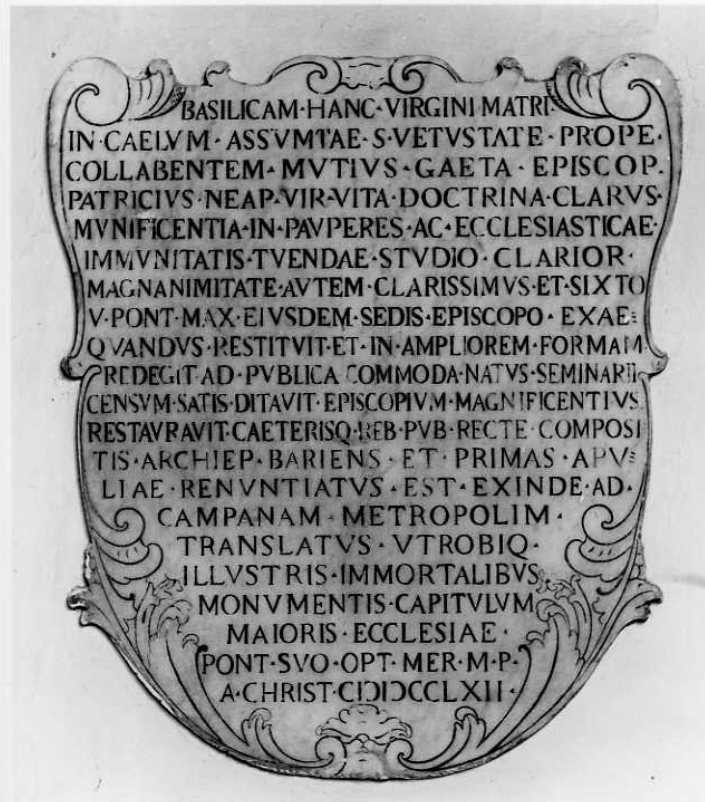 BASILICAM·HANC·VIRGINI MATRI·
IN·CAELVM·ASSVMTAE·S·VETVSTATE·PROPE·
COLLABENTEM·MVTIVS·GAETA·EPISCOP.
PATRICIVS·NEAP·VIR·VITA·DOCTRINA·CLARVS·
MVNIFICENTIA·IN·PAVPERES·AC·ECCLESIASTICAE·
IMMVNITATIS·TVENDAE·STVDIO·CLARIOR·
MAGNANIMITATE·AVTEM·CLARISSIMVS·ET·SIXTO
V·PONT·MAX·EIVSDEM·SEDIS·EPISCOPO·EXAE=
QVANDVS·RESTITVIT·ET·IN·AMPLIOREM·FORMAM
REDEGIT·AD·PVBLICA COMMODA·NATVS·SEMINARII
CENSVM·SATIS·DITAVIT·EPISCOPIVM·MAGNIFICENTIVS
RESTAVRAVIT·CAETERISQ·REB·PVB·RECTE·COMPOSI
TIS·ARCHIEP·BARIENS·ET·PRIMAS·APV=
LIAE·RENVNTIATVS·EST·EXINDE·AD·
CAMPANAM·METROPOLIM·
TRANSLATVS·VTROBIQ·
ILLVSTRIS·IMMORTALIBVS
MONVMENTIS·CAPITVLVM
MAIORIS·ECCLESIAE·
PONT·SVO·OPT·MER·M·P·
A·CHRIST·CIƆIƆCCLXII·